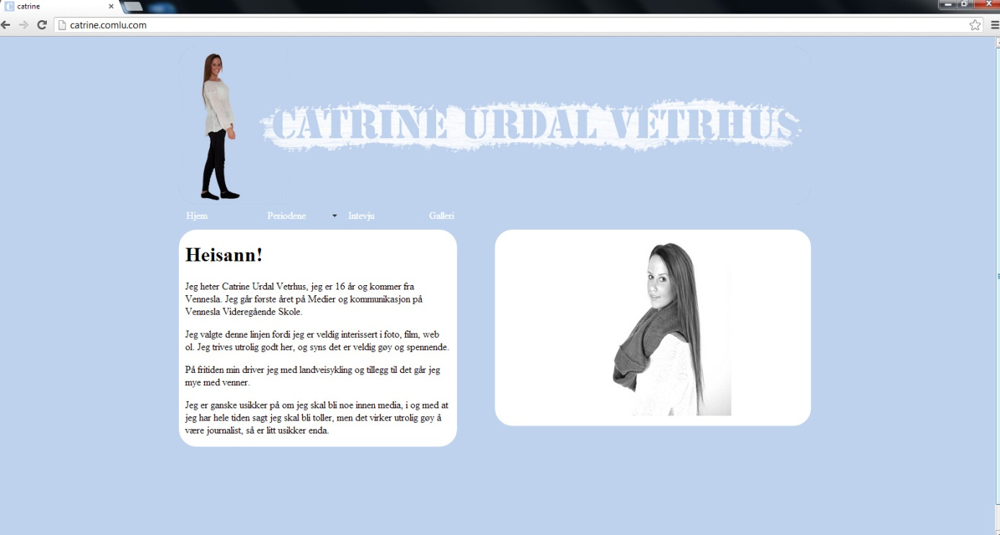 catrine
catrine.comlu.com
CATRINE URDAL VETRHUS
Hjem Periodene Intevju Galleri
Heisann!
Jeg heter Catrine Urdal Vetrhus, jeg er 16 år og kommer fra
Vennesla. Jeg går første året på Medier og kommunikasjon på
Vennesla Videregående Skole.
Jeg valgte denne linjen fordi jeg er veldig interissert i foto, film, web
ol. Jeg trives utrolig godt her, og syns det er veldig gøy og spennende.
På fritiden min driver jeg med landveisykling og tillegg til det går jeg
mye med venner.
Jeg er ganske usikker på om jeg skal bli noe innen media, i og med at
jeg har hele tiden sagt jeg skal bli toller, men det virker utrolig gøy å
være journalist, så er litt usikker enda.